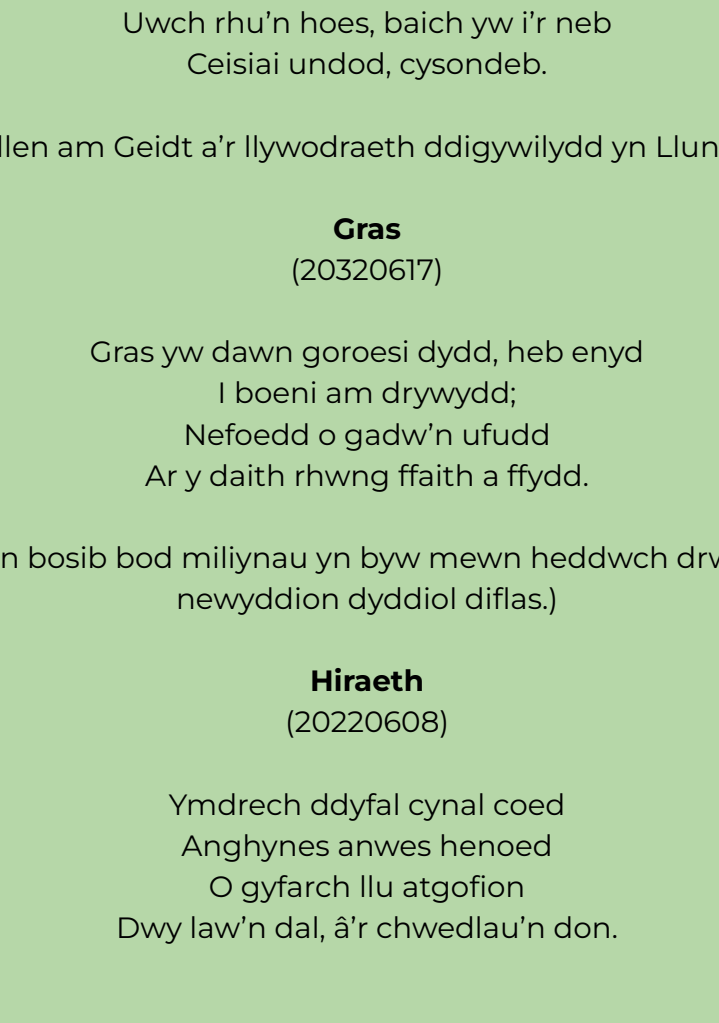 Uwch rhu’n hoes, baich yw i’r neb
Ceisiai undod, cysondeb.
am Geidt a’r llywodraeth ddigywilydd yn
Gras
(20320617)
Gras yw dawn goroesi dydd, heb enyd
I boeni am drywydd;
Nefoedd o gadw’n ufudd
Ar y daith rhwng ffaith a ffydd.
bosib bod miliynau yn byw mewn heddwch
newyddion dyddiol diflas.)
Hiraeth
(20220608)
Ymdrech ddyfal cynal coed
Anghynes anwes henoed
O gyfarch llu atgofion
Dwy law’n dal, â’r chwedlau’n don.